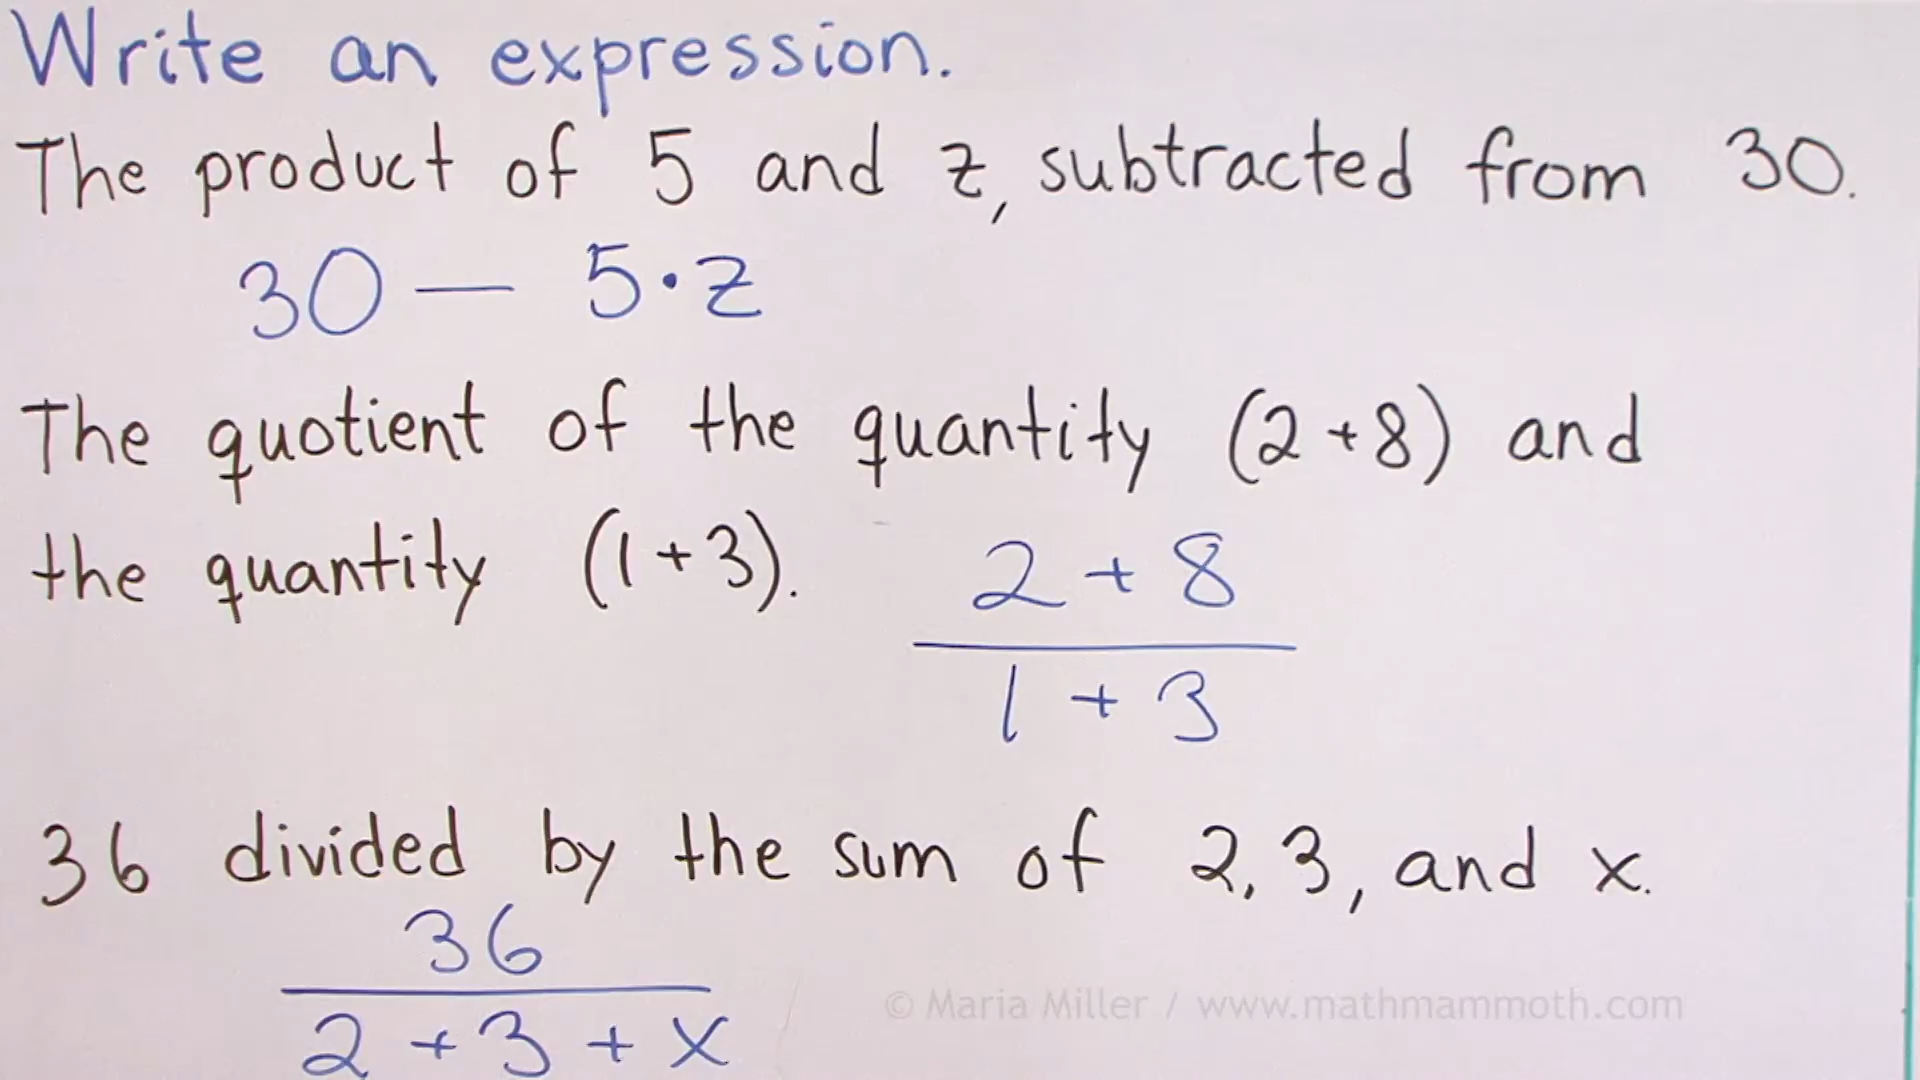 Write an expression.
The product of 5 and z, subtracted from 30.
30 — 5·z
The quotient of the quantity (2+8) and
the quantity (1+3).
2 + 8
1 + 3
36 divided by the sum of 2, 3, and x.
36
2 + 3 + x
© Maria Miller / www.mathmammoth.com